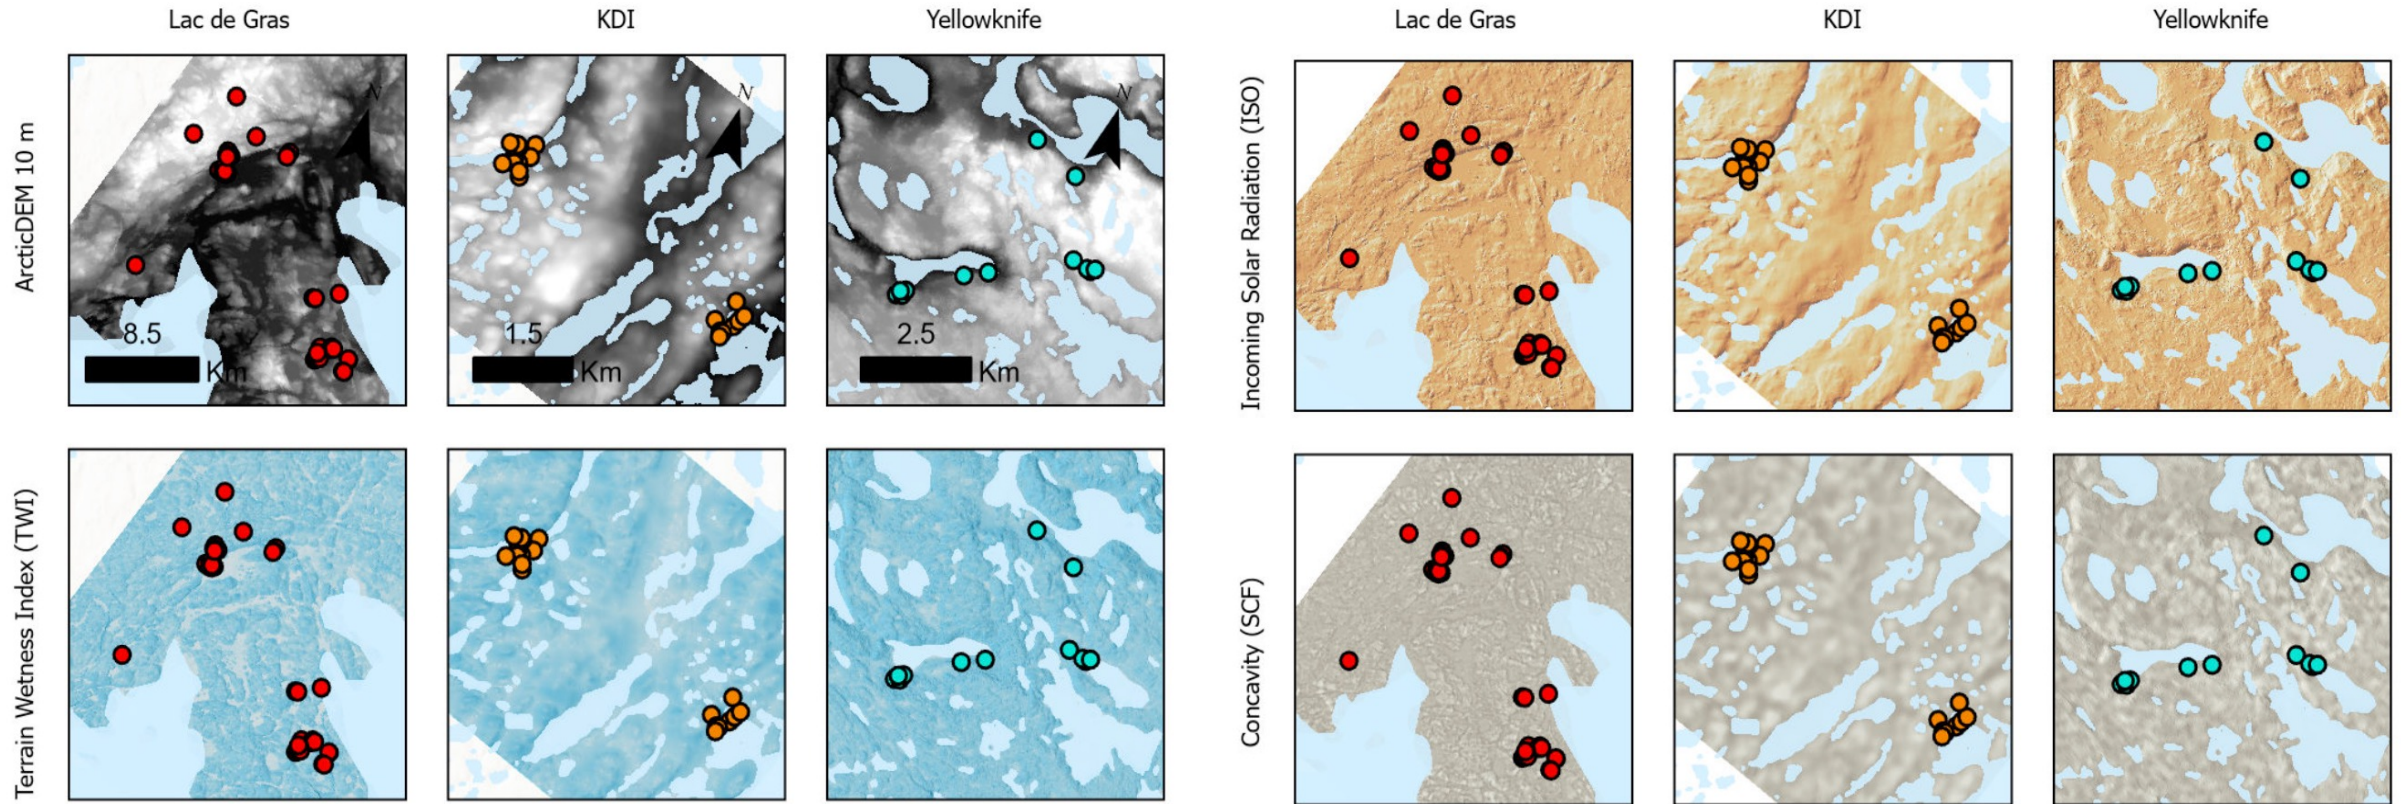 Lac de Gras
KDI
Yellowknife
Lac de Gras
KDI
Yellowknife
ArcticDEM 10 m
N
N
N
8.5
Km
1.5
Km
2.5
Km
Incoming Solar Radiation (ISO)
Terrain Wetness Index (TWI)
Concavity (SCF)